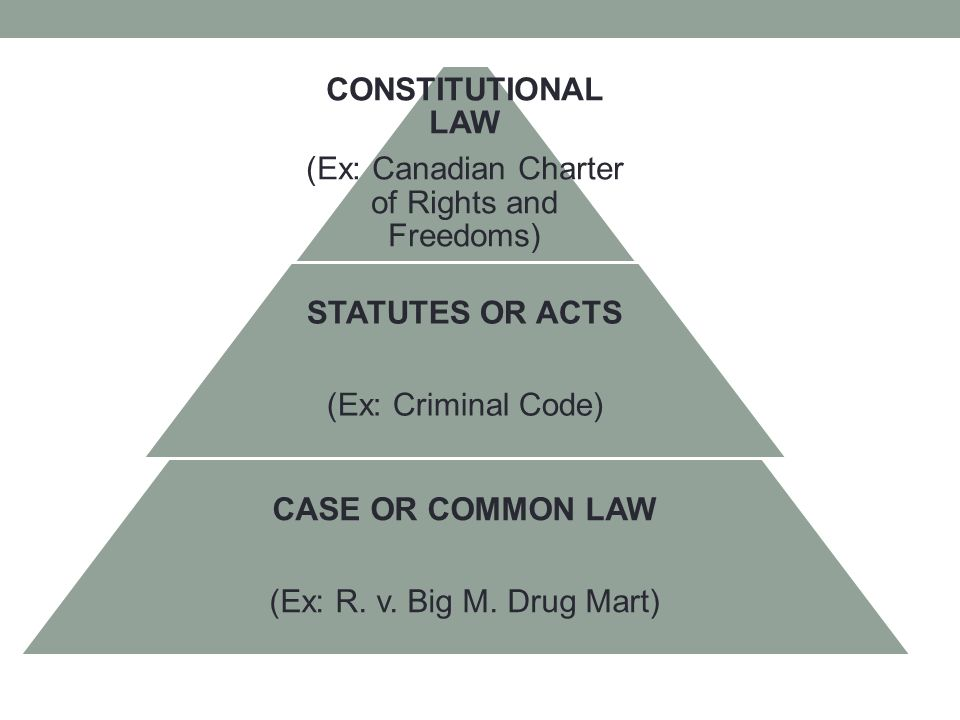 CONSTITUTIONAL
LAW
(Ex: Canadian Charter
of Rights and
Freedoms)
STATUTES OR ACTS
(Ex: Criminal Code)
CASE OR COMMON LAW
(Ex: R. v. Big M. Drug Mart)